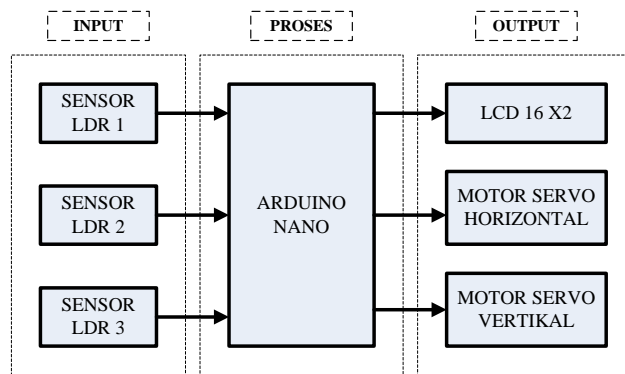 INPUT
PROSES
OUTPUT
SENSOR
LDR 1
SENSOR
LDR 2
SENSOR
LDR 3
ARDUINO
NANO
LCD 16 X2
MOTOR SERVO
HORIZONTAL
MOTOR SERVO
VERTIKAL